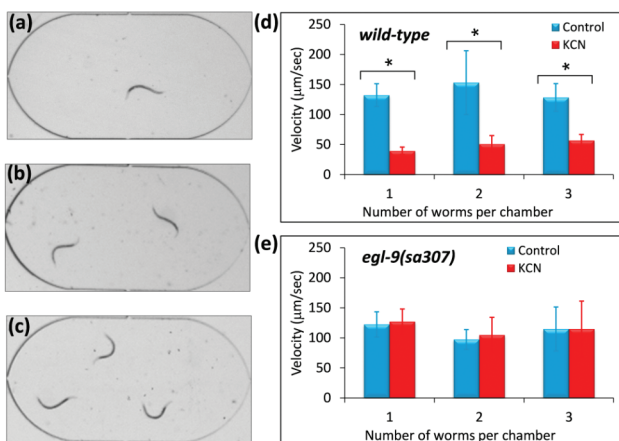 (a)
(b)
(c)
(d)
wild-type
Control
KCN
*
*
*
Velocity (µm/sec)
250
200
150
100
50
0
1 2 3
Number of worms per chamber
(e)
egl-9(sa307)
Control
KCN
Velocity (µm/sec)
250
200
150
100
50
0
1 2 3
Number of worms per chamber